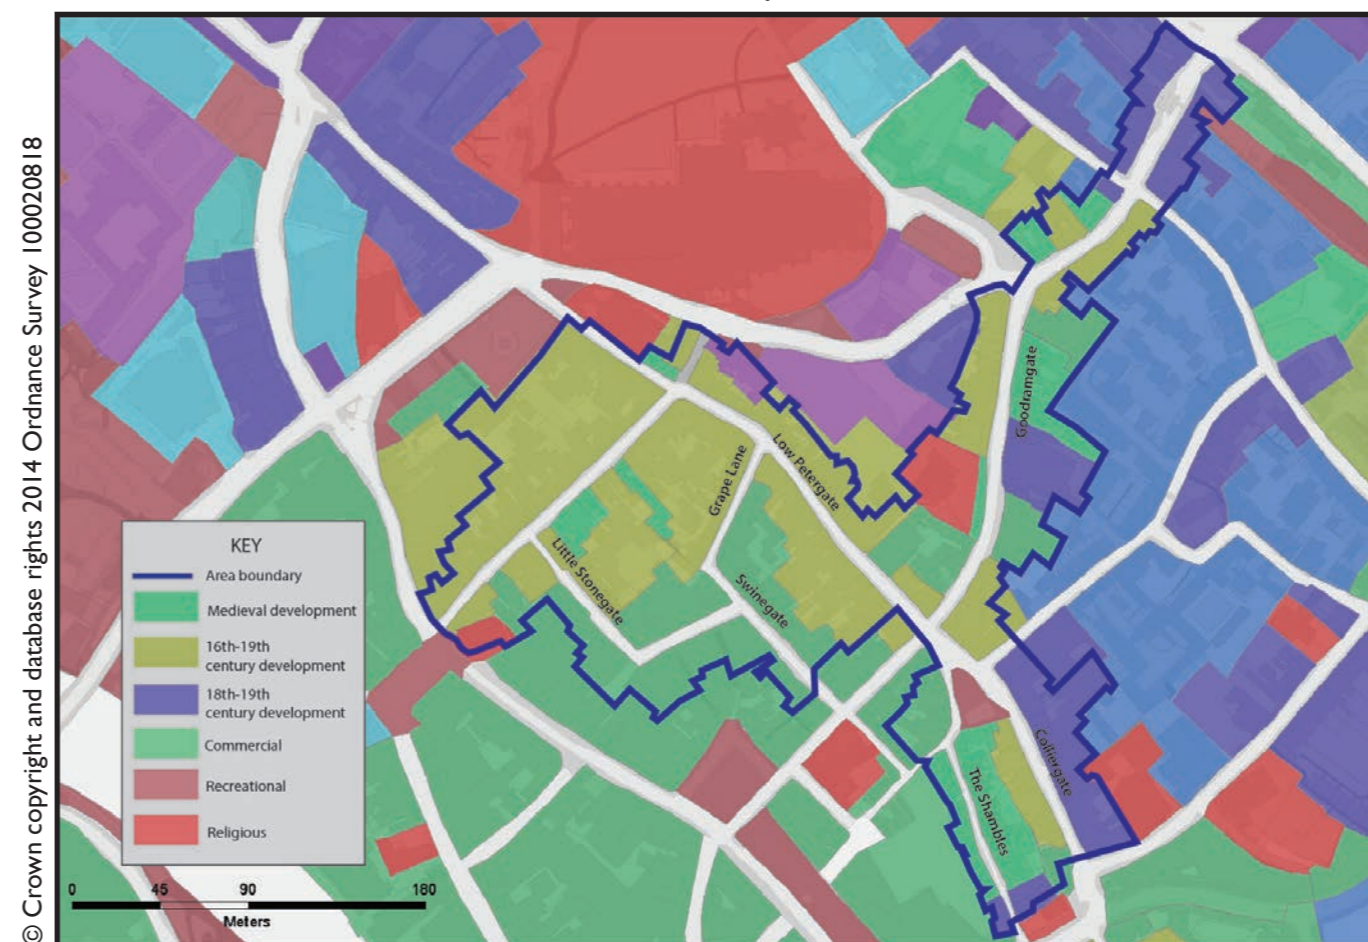 © Crown copyright and database rights 2014 Ordnance Survey 100020818
Goodramgate
Low Petergate
Grape Lane
Little Stonegate
Swinegate
Colliergate
The Shambles
KEY
Area boundary
Medieval development
16th-19th
century development
18th-19th
century development
Commercial
Recreational
Religious
0 45 90 180
Meters